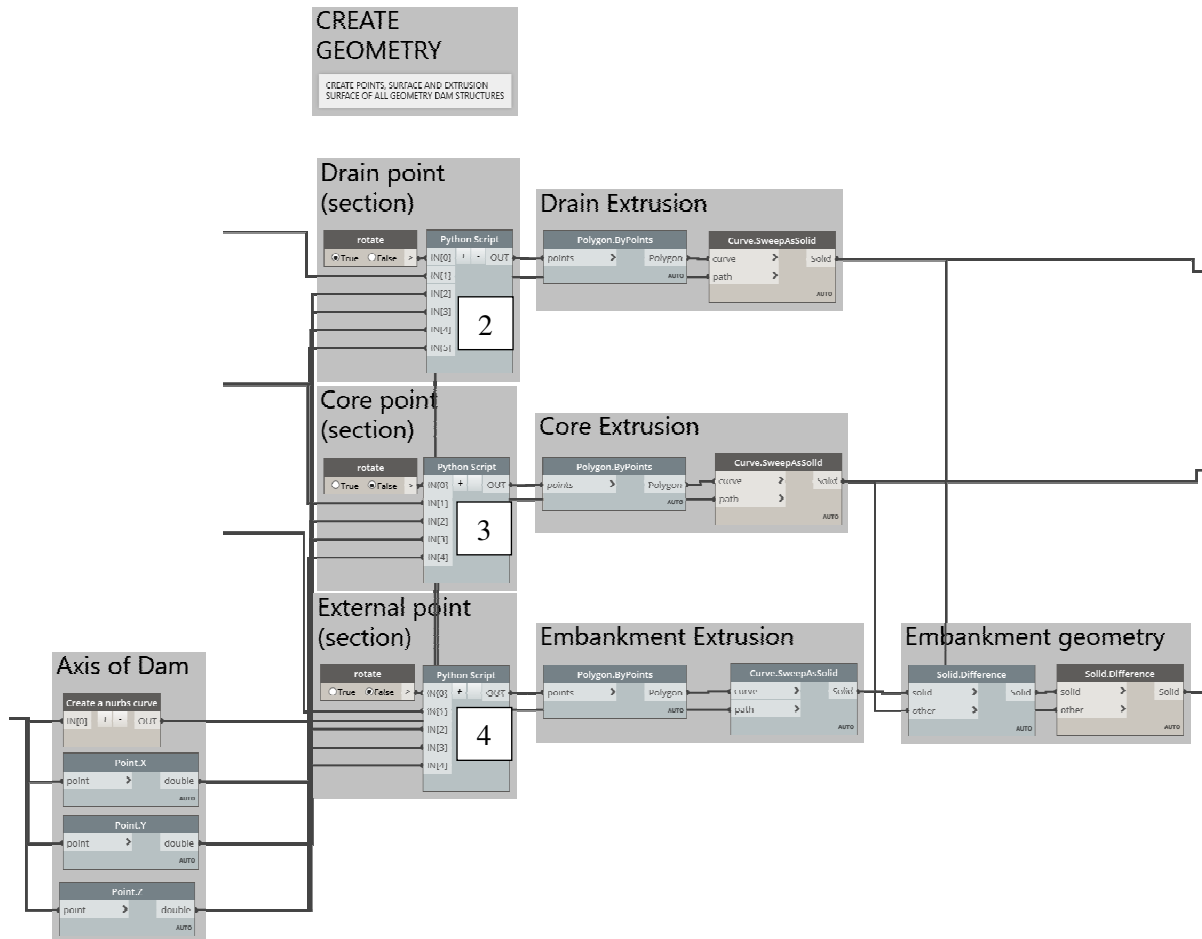 CREATE
GEOMETRY
CREATE POINTS, SURFACE AND EXTRUSION
SURFACE OF ALL GEOMETRY DAM STRUCTURES
Drain point
(section)
rotate
True False >
Python Script
IN[0] + - OUT
IN[1]
IN[2]
IN[3]
IN[4]
IN[5]
2
Drain Extrusion
Polygon.ByPoints
points > Polygon
AUTO
Curve.SweepAsSolid
curve > Solid
path >
AUTO
Core point
(section)
rotate
True False >
Python Script
IN[0] + OUT
IN[1]
IN[2]
IN[3]
IN[4]
3
Core Extrusion
Polygon.ByPoints
points > Polygon
AUTO
Curve.SweepAsSolid
curve > Solid
path >
AUTO
External point
(section)
rotate
True False >
Python Script
IN[0] + - OUT
IN[1]
IN[2]
IN[3]
IN[4]
4
Embankment Extrusion
Polygon.ByPoints
points > Polygon
AUTO
Curve.SweepAsSolid
curve > Solid
path >
AUTO
Embankment geometry
Solid.Difference
solid > Solid
other >
AUTO
Solid.Difference
solid > Solid
other >
AUTO
Axis of Dam
Create a nurbs curve
IN[0] + - OUT
Point.X
point > double
AUTO
Point.Y
point > double
AUTO
Point.Z
point > double
AUTO